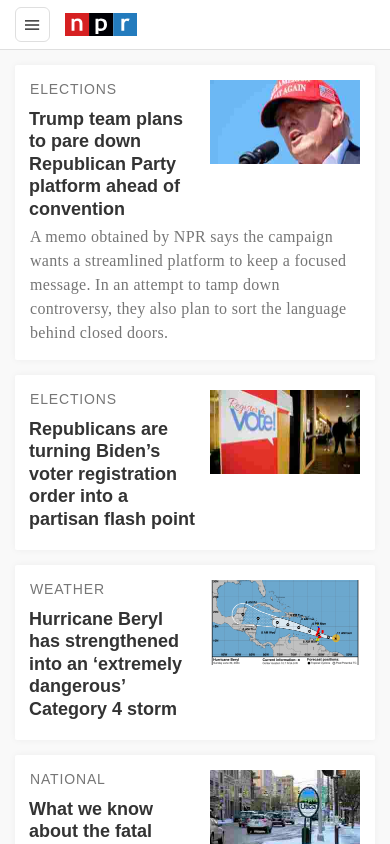 npr
ELECTIONS
Trump team plans
to pare down
Republican Party
platform ahead of
convention
A memo obtained by NPR says the campaign
wants a streamlined platform to keep a focused
message. In an attempt to tamp down
controversy, they also plan to sort the language
behind closed doors.
ELECTIONS
Republicans are
turning Biden’s
voter registration
order into a
partisan flash point
Register &
Vote!
WEATHER
Hurricane Beryl
has strengthened
into an ‘extremely
dangerous’
Category 4 storm
Hurricane Beryl
NATIONAL
What we know
about the fatal